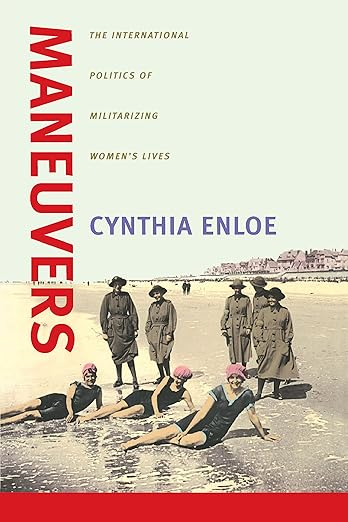 MANEUVERS
THE INTERNATIONAL
POLITICS OF
MILITARIZING
WOMEN'S LIVES
CYNTHIA ENLOE